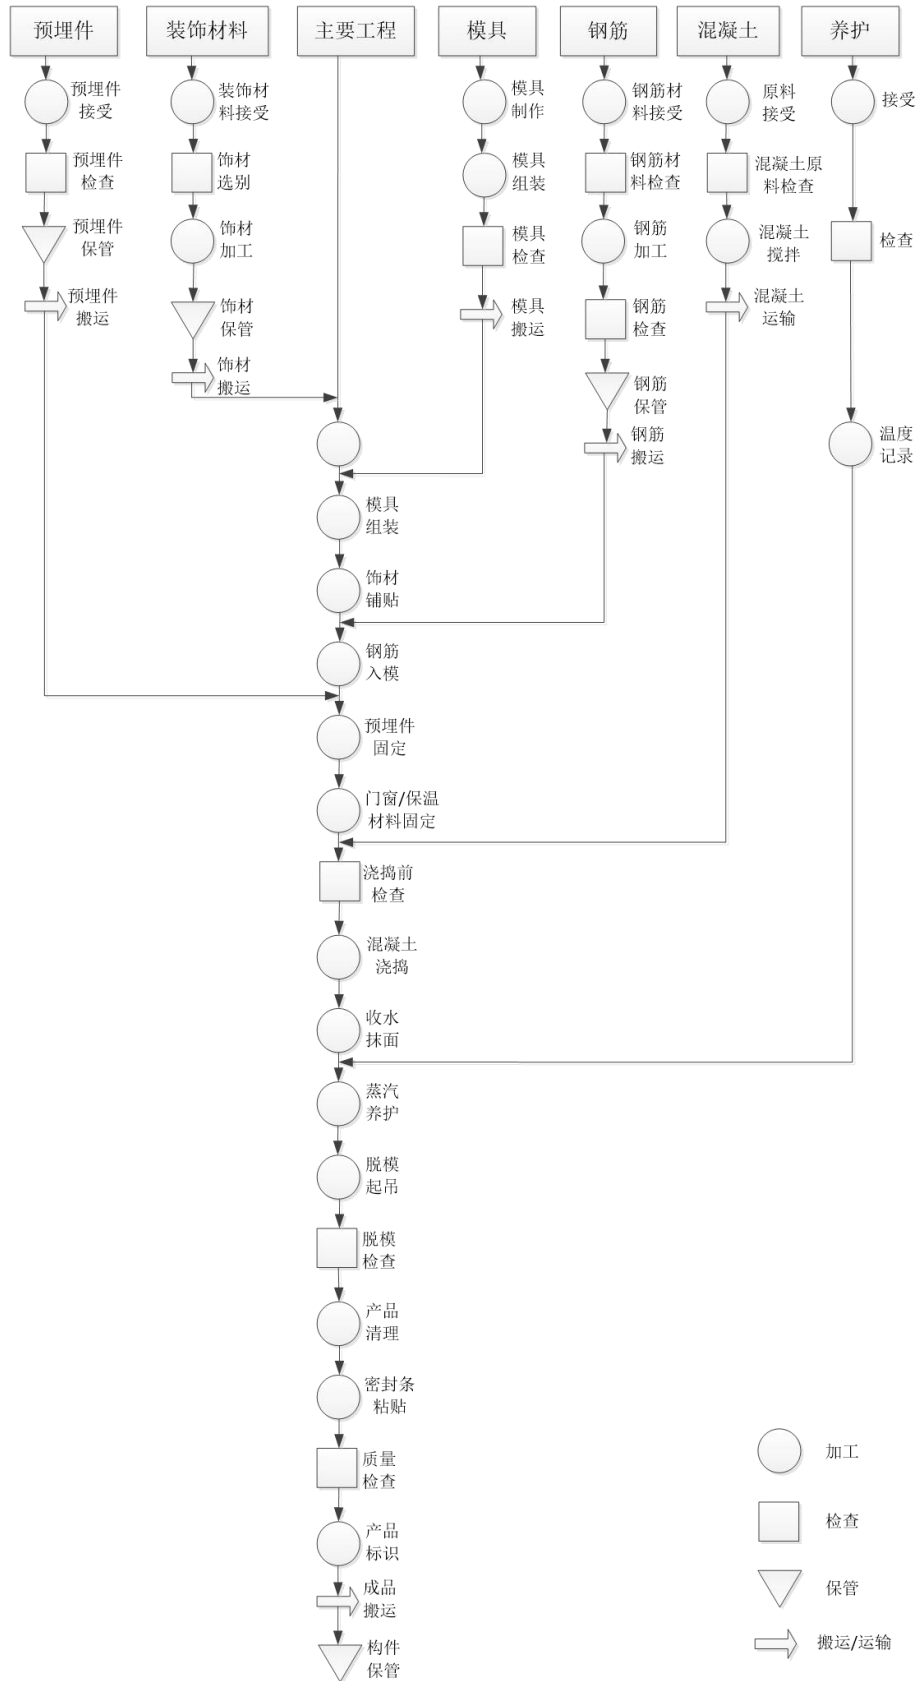 预埋件
装饰材料
主要工程
模具
钢筋
混凝土
养护
预埋件
接受
预埋件
检查
预埋件
保管
预埋件
搬运
装饰材
料接受
饰材
选别
饰材
加工
饰材
保管
饰材
搬运
模具
制作
模具
组装
模具
检查
模具
搬运
钢筋材
料接受
钢筋材
料检查
钢筋
加工
钢筋
检查
钢筋
保管
钢筋
搬运
原料
接受
混凝土原
料检查
混凝土
搅拌
混凝土
运输
接受
检查
温度
记录
模具
组装
饰材
铺贴
钢筋
入模
预埋件
固定
门窗/保温
材料固定
浇捣前
检查
混凝土
浇捣
收水
抹面
蒸汽
养护
脱模
起吊
脱模
检查
产品
清理
密封条
粘贴
质量
检查
产品
标识
成品
搬运
构件
保管
加工
检查
保管
搬运/运输